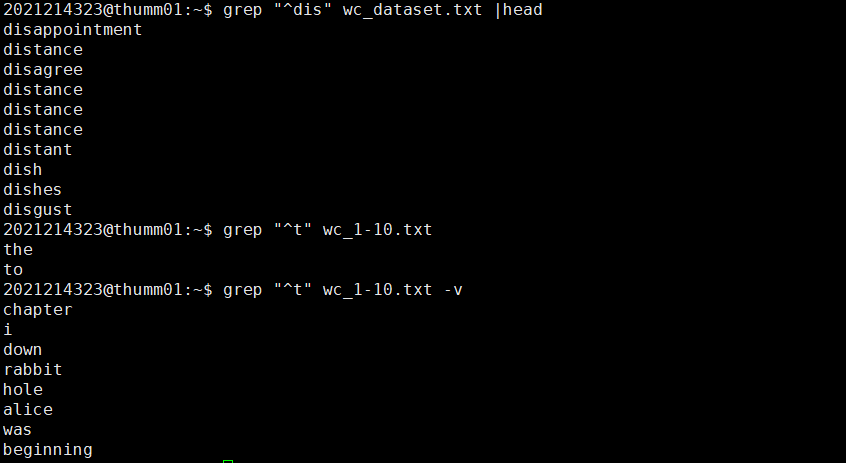 2021214323@thumm01:~$ grep "^dis" wc_dataset.txt |head
disappointment
distance
disagree
distance
distance
distance
distant
dish
dishes
disgust
2021214323@thumm01:~$ grep "^t" wc_1-10.txt
the
to
2021214323@thumm01:~$ grep "^t" wc_1-10.txt -v
chapter
i
down
rabbit
hole
alice
was
beginning